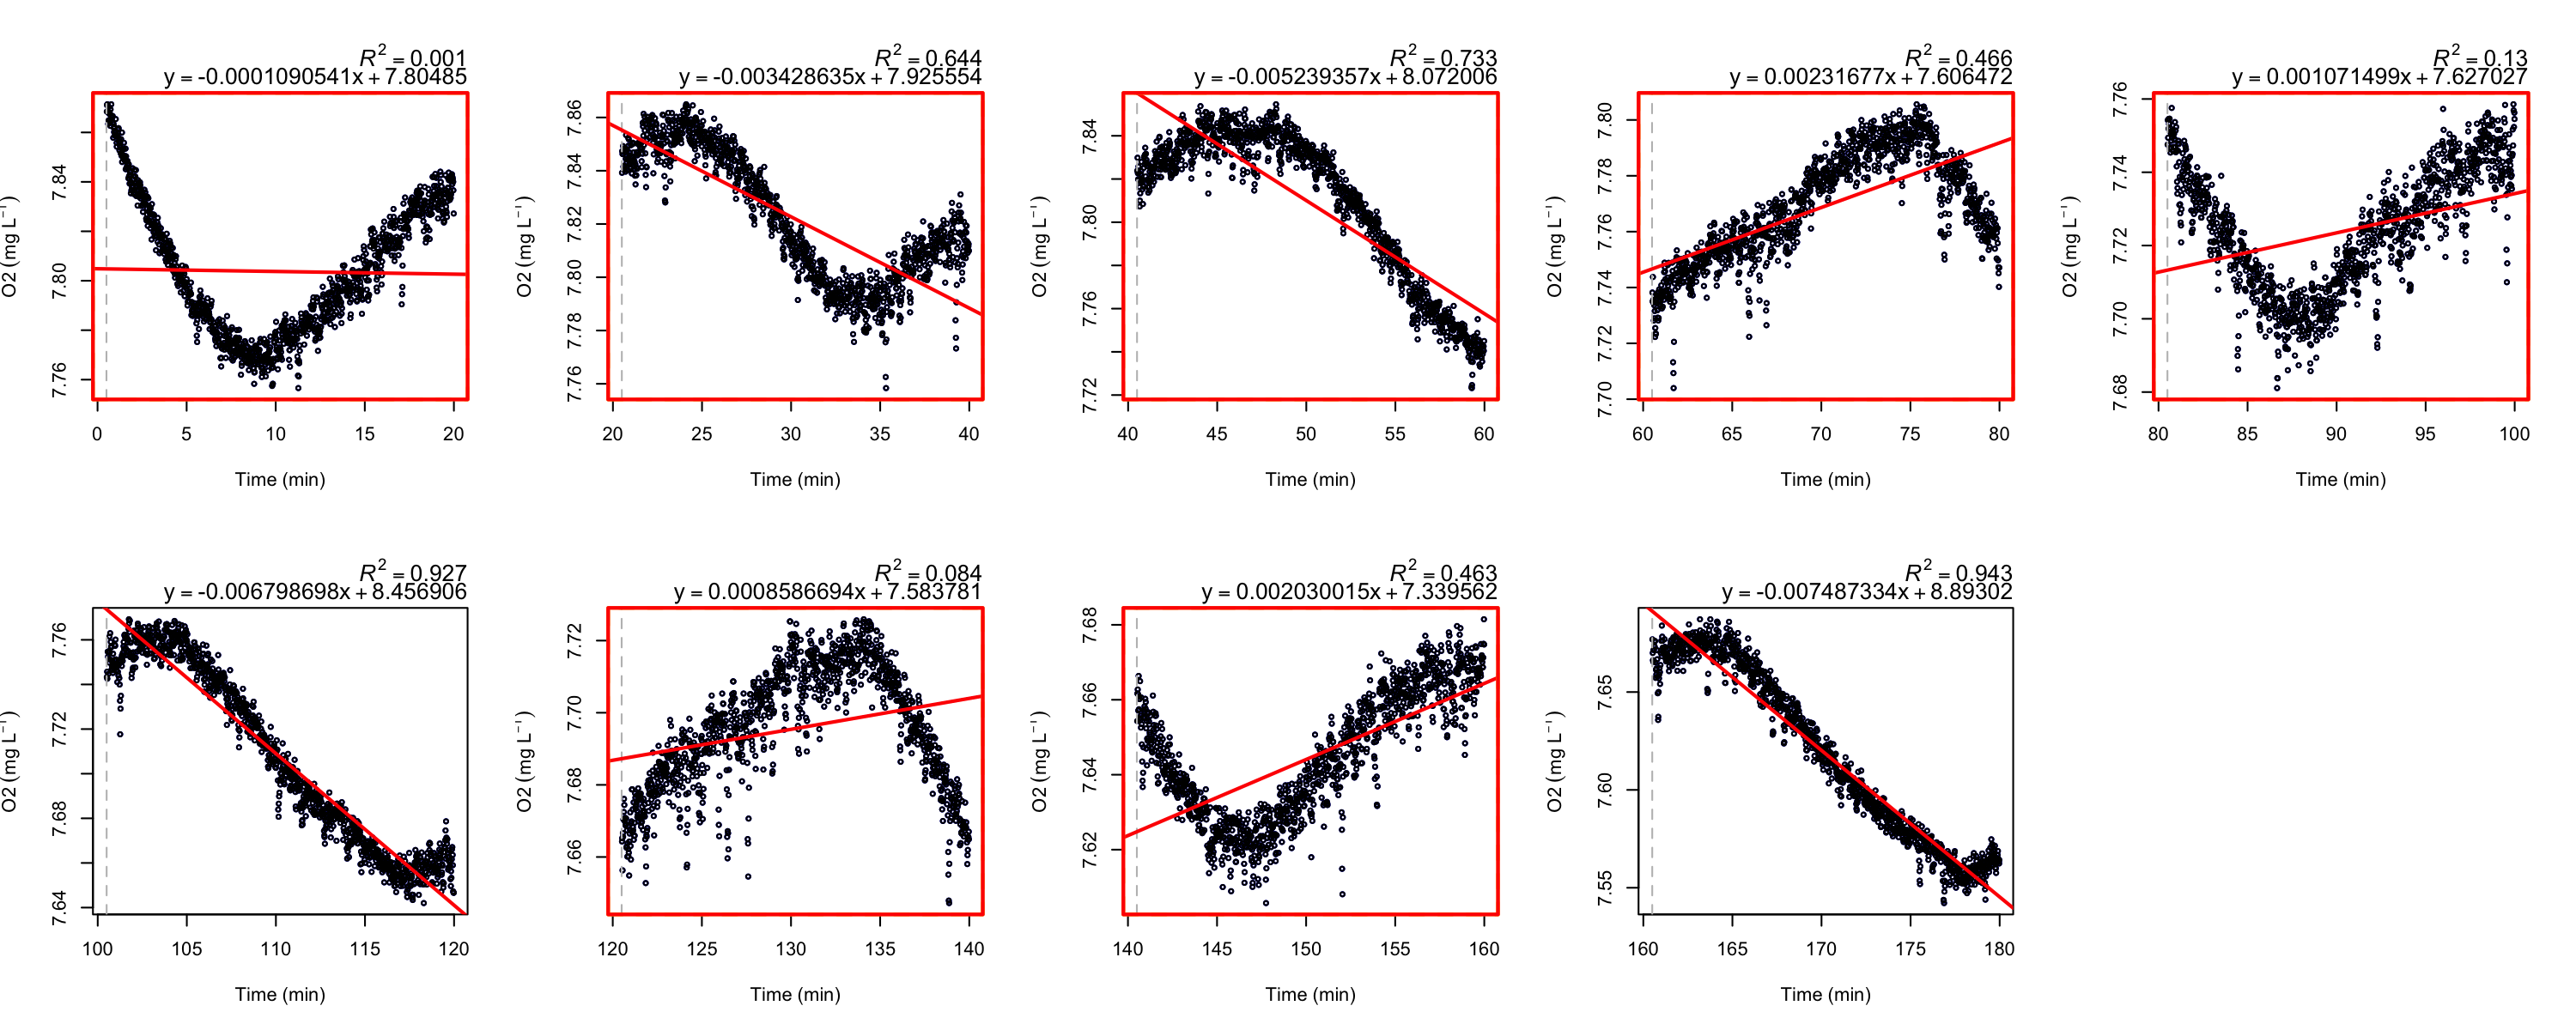 R² = 0.001
y = -0.0001090541x + 7.80485
O2 (mg L⁻¹)
7.84
7.80
7.76
0 5 10 15 20
Time (min)
R² = 0.644
y = -0.003428635x + 7.925554
O2 (mg L⁻¹)
7.86
7.84
7.82
7.80
7.78
7.76
20 25 30 35 40
Time (min)
R² = 0.733
y = -0.005239357x + 8.072006
O2 (mg L⁻¹)
7.84
7.80
7.76
7.72
40 45 50 55 60
Time (min)
R² = 0.466
y = 0.00231677x + 7.606472
O2 (mg L⁻¹)
7.80
7.78
7.76
7.74
7.72
7.70
60 65 70 75 80
Time (min)
R² = 0.13
y = 0.001071499x + 7.627027
O2 (mg L⁻¹)
7.76
7.74
7.72
7.70
7.68
80 85 90 95 100
Time (min)
R² = 0.927
y = -0.006798698x + 8.456906
O2 (mg L⁻¹)
7.76
7.72
7.68
7.64
100 105 110 115 120
Time (min)
R² = 0.084
y = 0.0008586694x + 7.583781
O2 (mg L⁻¹)
7.72
7.70
7.68
7.66
120 125 130 135 140
Time (min)
R² = 0.463
y = 0.002030015x + 7.339562
O2 (mg L⁻¹)
7.68
7.66
7.64
7.62
140 145 150 155 160
Time (min)
R² = 0.943
y = -0.007487334x + 8.89302
O2 (mg L⁻¹)
7.65
7.60
7.55
160 165 170 175 180
Time (min)